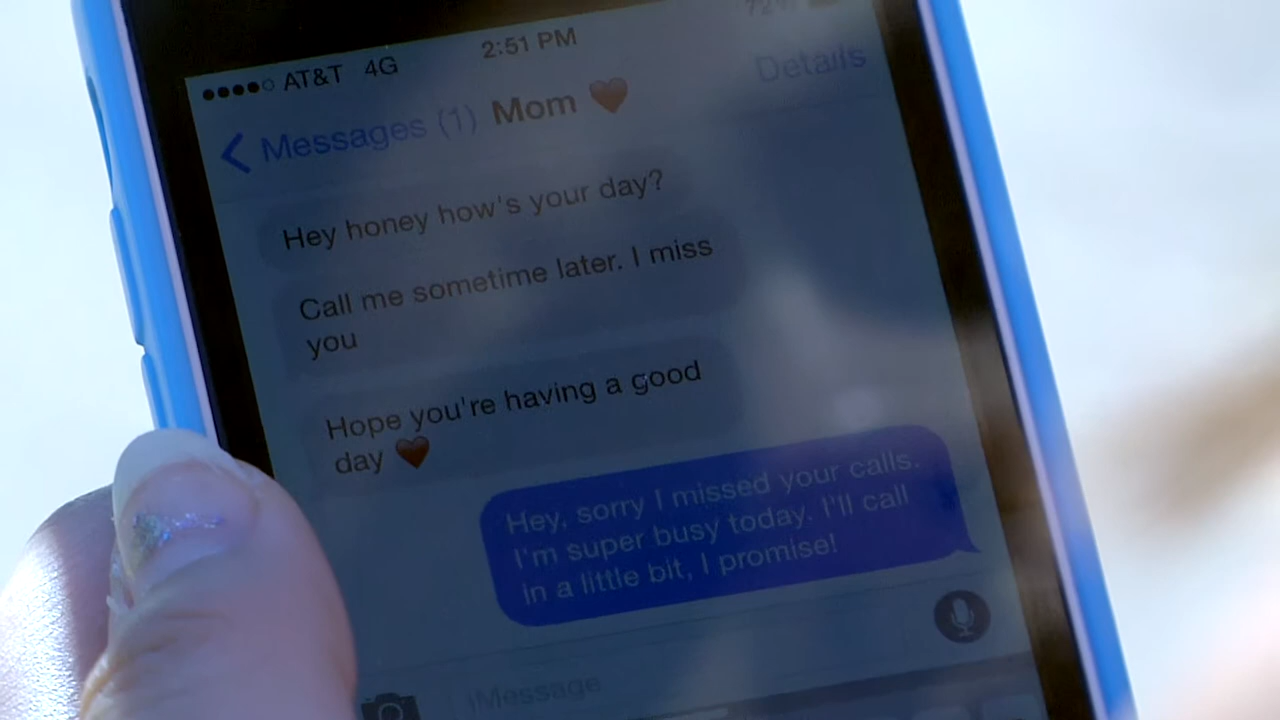 2:51 PM
AT&T 4G
Messages (1) Mom ❤ Details
Hey honey how's your day?
Call me sometime later. I miss
you
Hope you're having a good
day ❤
Hey, sorry I missed your calls.
I'm super busy today. I'll call
in a little bit, I promise!
iMessage